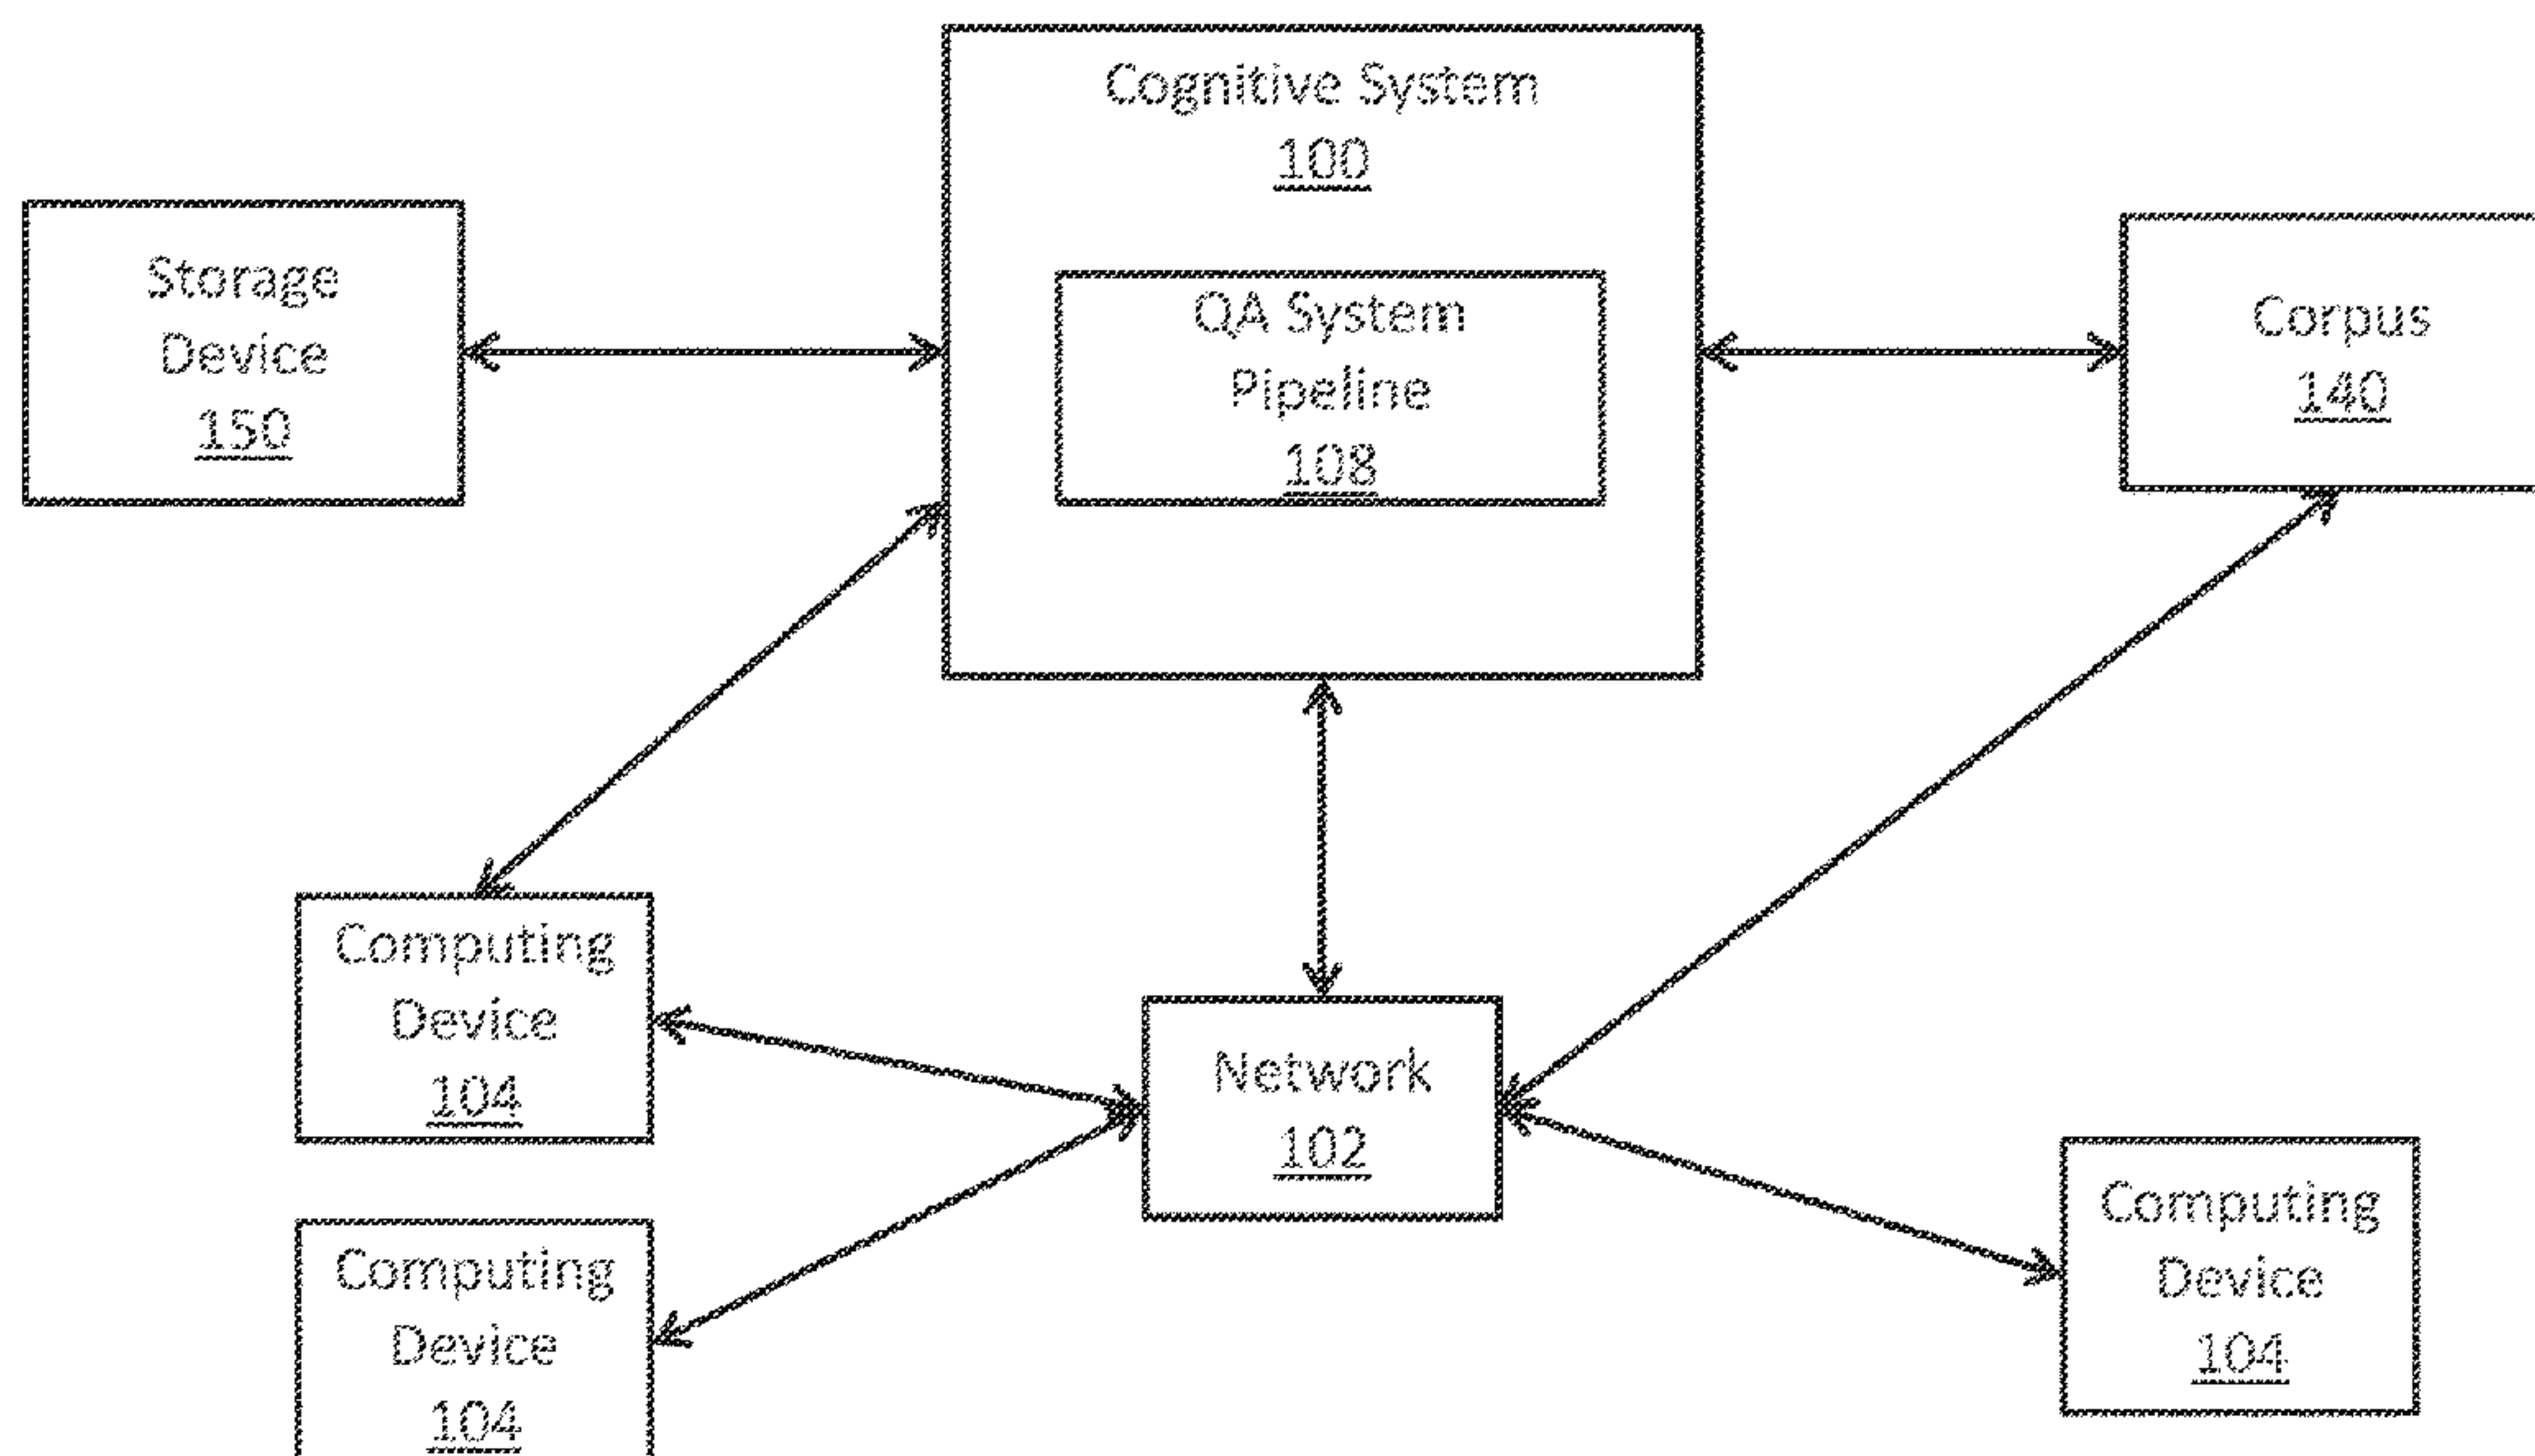 Cognitive System
100
Storage
Device
150
QA System
Pipeline
108
Corpus
140
Computing
Device
104
Network
102
Computing
Device
104
Computing
Device
104